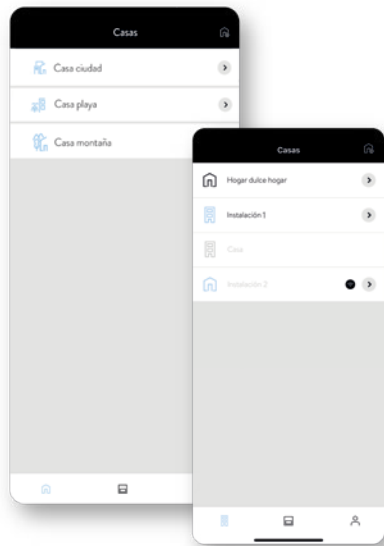 Casas
Casa ciudad
Casa playa
Casa montaña
Casas
Hogar dulce hogar
Instalación 1
Casa
Instalación 2